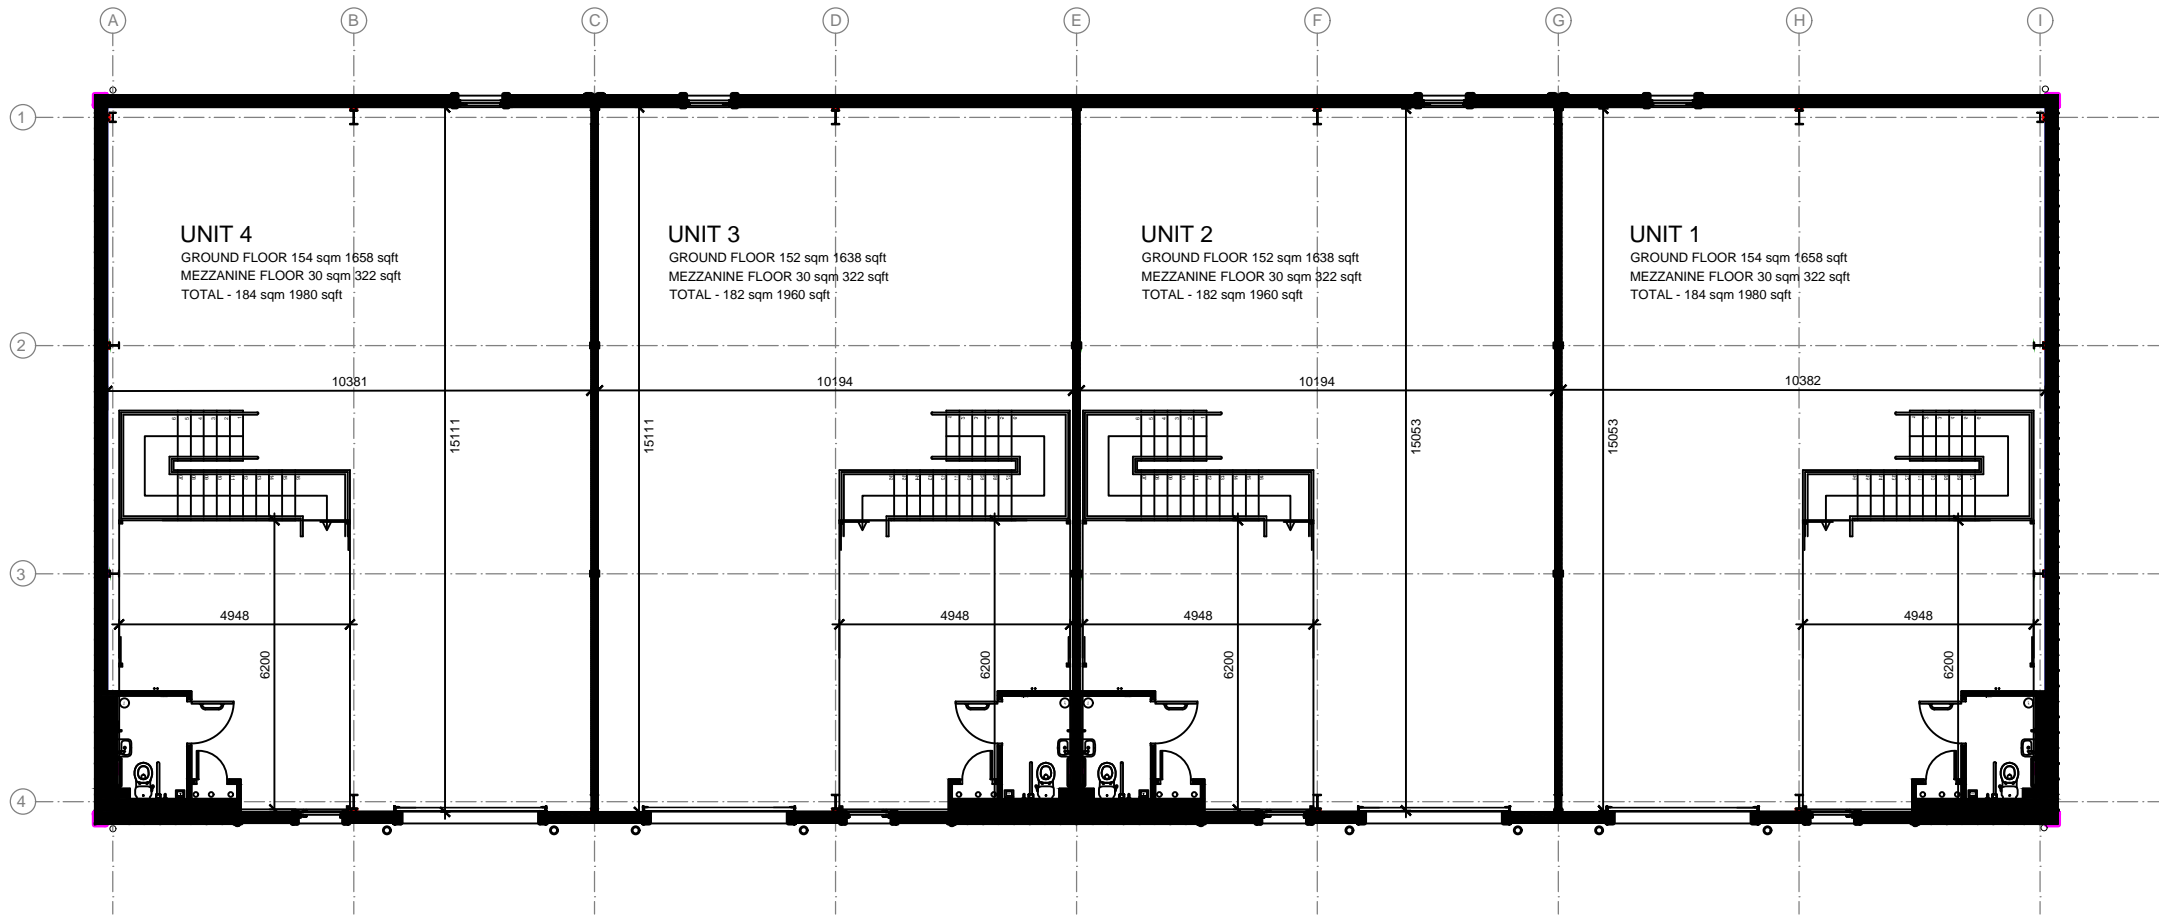 A B C D E F G H I
1
UNIT 4
GROUND FLOOR 154 sqm 1658 sqft
MEZZANINE FLOOR 30 sqm 322 sqft
TOTAL - 184 sqm 1980 sqft
UNIT 3
GROUND FLOOR 152 sqm 1638 sqft
MEZZANINE FLOOR 30 sqm 322 sqft
TOTAL - 182 sqm 1960 sqft
UNIT 2
GROUND FLOOR 152 sqm 1638 sqft
MEZZANINE FLOOR 30 sqm 322 sqft
TOTAL - 182 sqm 1960 sqft
UNIT 1
GROUND FLOOR 154 sqm 1658 sqft
MEZZANINE FLOOR 30 sqm 322 sqft
TOTAL - 184 sqm 1980 sqft
2
10381 10194 10194 10382
15111 15111 15053 15053
3
4948 4948 4948 4948
6200 6200 6200 6200
4